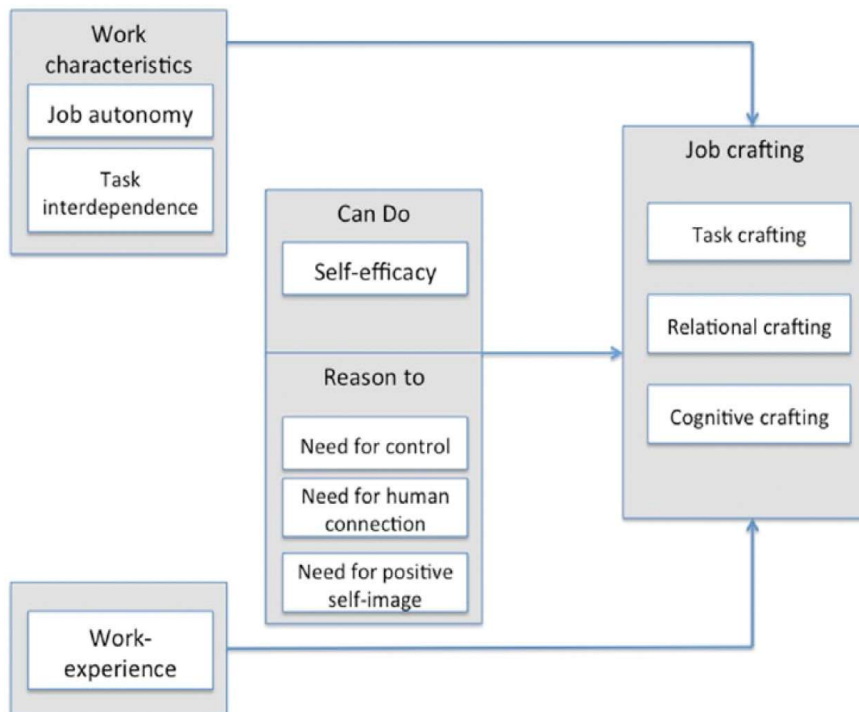 Work
characteristics
Job autonomy
Task
interdependence
Can Do
Self-efficacy
Reason to
Need for control
Need for human
connection
Need for positive
self-image
Work-
experience
Job crafting
Task crafting
Relational crafting
Cognitive crafting